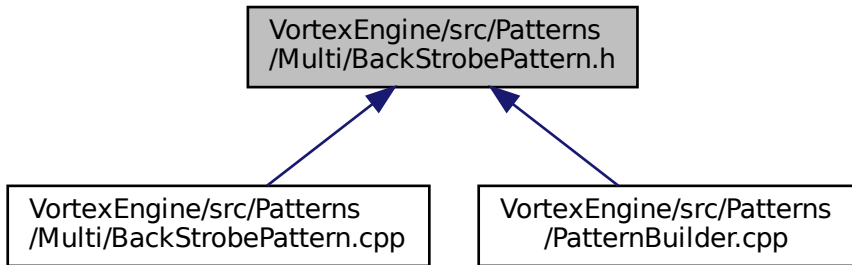 VortexEngine/src/Patterns
/Multi/BackStrobePattern.h
VortexEngine/src/Patterns
/Multi/BackStrobePattern.cpp
VortexEngine/src/Patterns
/PatternBuilder.cpp